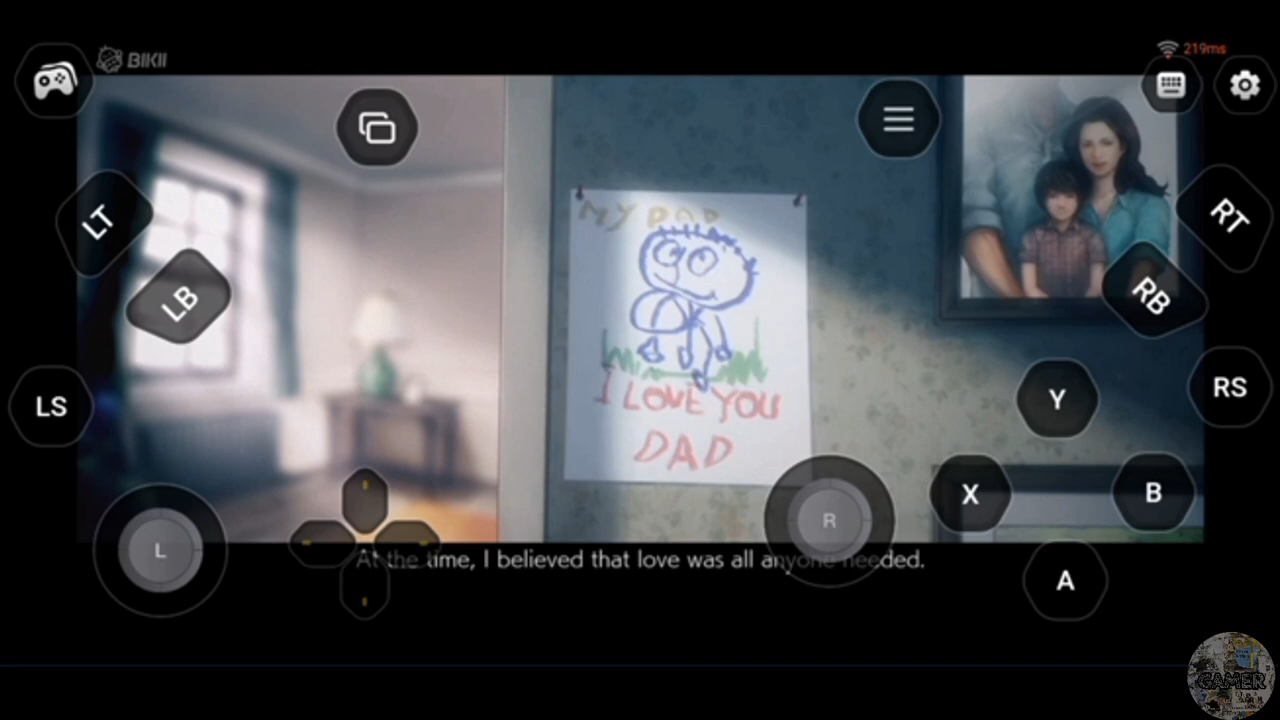 BIKII
219ms
LT
LB
LS
L
MY DAD
I LOVE YOU
DAD
RT
RB
RS
Y
X
B
A
R
At the time, I believed that love was all anyone needed.
GAMER